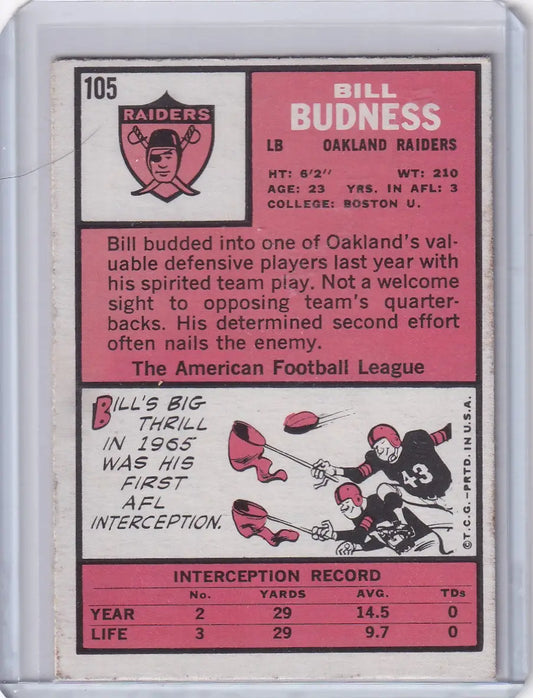 105
RAIDERS
BILL
BUDNESS
LB OAKLAND RAIDERS
HT: 6'2" WT: 210
AGE: 23 YRS. IN AFL: 3
COLLEGE: BOSTON U.
Bill budded into one of Oakland's val-
uable defensive players last year with
his spirited team play. Not a welcome
sight to opposing team's quarter-
backs. His determined second effort
often nails the enemy.
The American Football League
BILL'S BIG
THRILL
IN 1965
WAS HIS
FIRST
AFL
INTERCEPTION.
43
©T.C.G.-PRTD. IN U.S.A.
INTERCEPTION RECORD
No. YARDS AVG. TDs
YEAR 2 29 14.5 0
LIFE 3 29 9.7 0